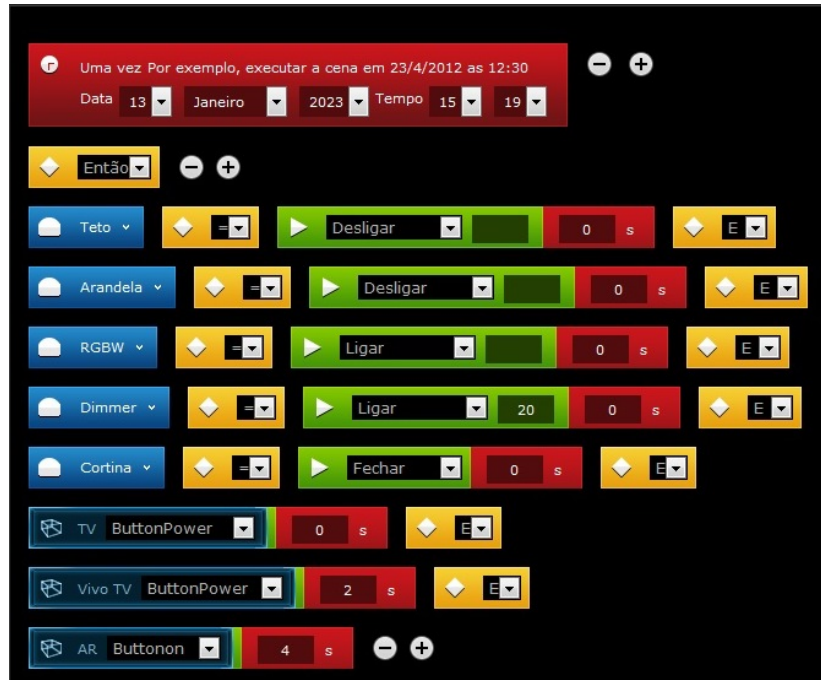 Uma vez Por exemplo, executar a cena em 23/4/2012 as 12:30
Data 13 Janeiro 2023 Tempo 15 19
Então
Teto = Desligar 0 s E
Arandela = Desligar 0 s E
RGBW = Ligar 0 s E
Dimmer = Ligar 20 0 s E
Cortina = Fechar 0 s E
TV ButtonPower 0 s E
Vivo TV ButtonPower 2 s E
AR Buttonon 4 s